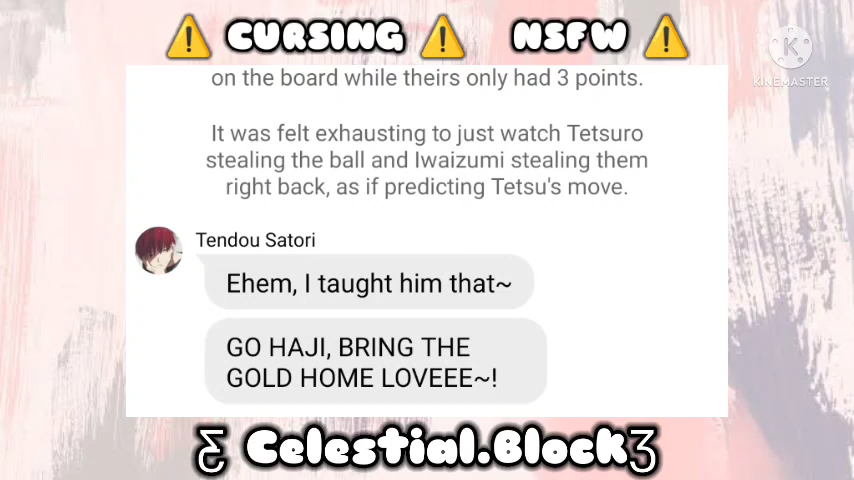 ⚠️ CURSING ⚠️ NSFW ⚠️
K
KINEMASTER
on the board while theirs only had 3 points.
It was felt exhausting to just watch Tetsuro
stealing the ball and Iwaizumi stealing them
right back, as if predicting Tetsu's move.
Tendou Satori
Ehem, I taught him that~
GO HAJI, BRING THE
GOLD HOME LOVEEE~!
Ƹ Celestial.BlockƷ